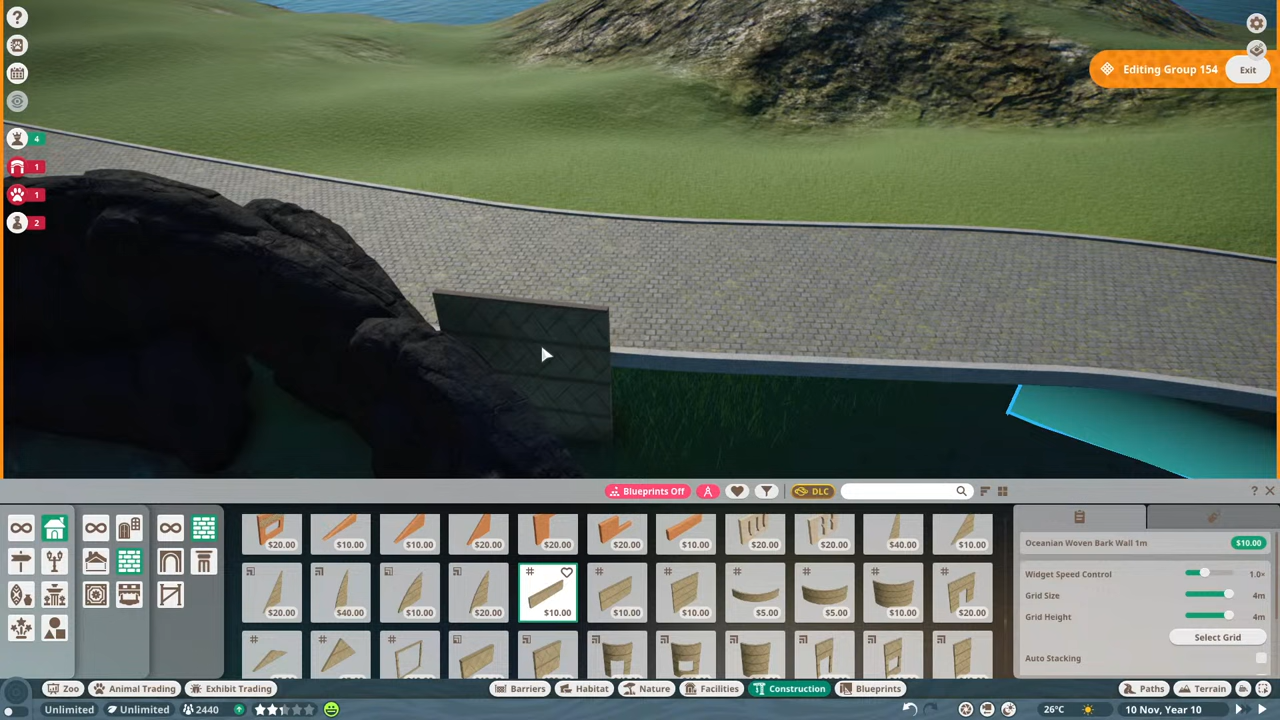 ?
Editing Group 154
Exit
4
1
1
2
Blueprints Off
DLC
?
$20.00 $10.00 $10.00 $20.00 $20.00 $20.00 $10.00 $20.00 $20.00 $40.00 $10.00
Oceanian Woven Bark Wall 1m $10.00
Widget Speed Control 1.0×
Grid Size 4m
$20.00 $40.00 $10.00 $20.00 $10.00 $10.00 $10.00 $5.00 $5.00 $10.00 $20.00
Grid Height 4m
Select Grid
Auto Stacking
Zoo Animal Trading Exhibit Trading Barriers Habitat Nature Facilities Construction Blueprints Paths Terrain
Unlimited Unlimited 2440 26°C 10 Nov, Year 10